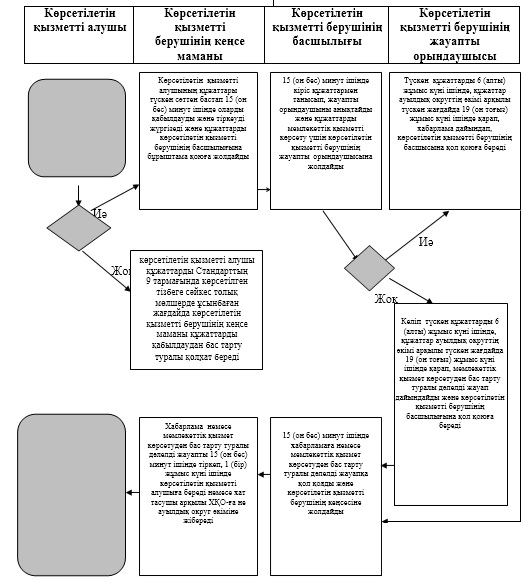 Көрсетілетін
қызметті алушы
Көрсетілетін
қызметті
берушінің кеңсе
маманы
Көрсетілетін
қызметті берушінің
басшылығы
Көрсетілетін
қызметті берушінің
жауапты
орындаушысы
Көрсетілетін қызметті
алушының құжаттары
түскен сәттен бастап 15 (он
бес) минут ішінде оларды
қабылдауды және тіркеуді
жүргізеді және құжаттарды
көрсетілетін қызметті
берушінің басшылығына
бұрыштама қоюға жолдайды
15 (он бес) минут ішінде
кіріс құжаттармен
танысып, жауапты
орындаушыны анықтайды
және құжаттарды
мемлекеттік қызметті
көрсету үшін көрсетілетін
қызметті берушінің
жауапты орындаушысына
жолдайды
Түскен құжаттарды 6 (алты)
жұмыс күні ішінде, құжаттар
ауылдық округтің әкімі арқылы
түскен жағдайда 19 (он тоғыз)
жұмыс күні ішінде қарап,
хабарлама дайындап,
көрсетілетін қызметті берушінің
басшысына қол қоюға береді
Иә
Жоқ
көрсетілетін қызметті алушы
құжаттарды Стандарттың
9 тармағында көрсетілген
тізбеге сәйкес толық
мөлшерде ұсынбаған
жағдайда көрсетілетін
қызметті берушінің кеңсе
маманы құжаттарды
қабылдаудан бас тарту
туралы қолхат береді
Иә
Жоқ
Келіп түскен құжаттарды 6
(алты) жұмыс күні ішінде,
құжаттар ауылдық округтің
әкімі арқылы түскен жағдайда
19 (он тоғыз) жұмыс күні
ішінде қарап, мемлекеттік
қызмет көрсетуден бас тарту
туралы дәлелді жауап
дайындайды және көрсетілетін
қызметті берушінің
басшылығына қол қоюға
береді
Хабарлама немесе
мемлекеттік қызмет
көрсетуден бас тарту туралы
дәлелді жауапты 15 (он бес)
минут ішінде тіркеп, 1 (бір)
жұмыс күні ішінде
көрсетілетін қызметті
алушыға береді немесе хат
тасушы арқылы ХҚО-ға не
ауылдық округ әкіміне
жібереді
15 (он бес) минут ішінде
хабарламаға немесе
мемлекеттік қызмет
көрсетуден бас тарту
туралы дәлелді жауапқа
қол қояды және
көрсетілетін қызметті
берушінің кеңсесіне
жолдайды